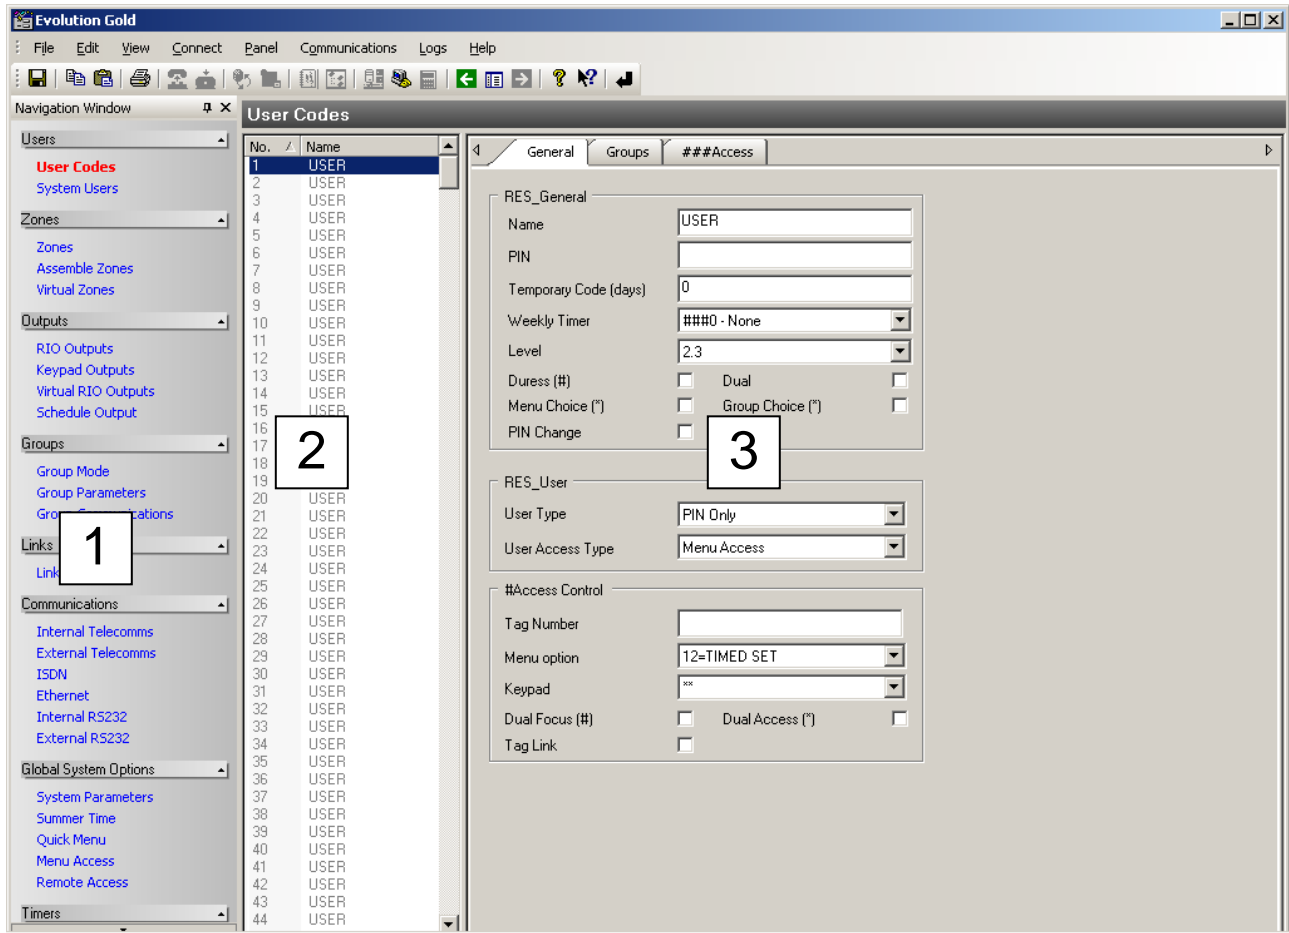 Evolution Gold
File Edit View Connect Panel Communications Logs Help
Navigation Window
User Codes
Users
User Codes
System Users
Zones
Zones
Assemble Zones
Virtual Zones
Outputs
RIO Outputs
Keypad Outputs
Virtual RIO Outputs
Schedule Output
Groups
Group Mode
Group Parameters
1
Links
Communications
Internal Telecomms
External Telecomms
ISDN
Ethernet
Internal RS232
External RS232
Global System Options
System Parameters
Summer Time
Quick Menu
Menu Access
Remote Access
Timers
No. Name
1 USER
2 USER
3 USER
4 USER
5 USER
6 USER
7 USER
8 USER
9 USER
10 USER
11 USER
12 USER
13 USER
14 USER
15 USER
16
17
18
19
2
20 USER
21 USER
22 USER
23 USER
24 USER
25 USER
26 USER
27 USER
28 USER
29 USER
30 USER
31 USER
32 USER
33 USER
34 USER
35 USER
36 USER
37 USER
38 USER
39 USER
40 USER
41 USER
42 USER
43 USER
44 USER
General Groups ###Access
RES_General
Name USER
PIN
Temporary Code (days) 0
Weekly Timer ###0 - None
Level 2.3
Duress (#) Dual
Menu Choice (*) Group Choice (*)
PIN Change
3
RES_User
User Type PIN Only
User Access Type Menu Access
#Access Control
Tag Number
Menu option 12=TIMED SET
Keypad **
Dual Focus (#) Dual Access (*)
Tag Link